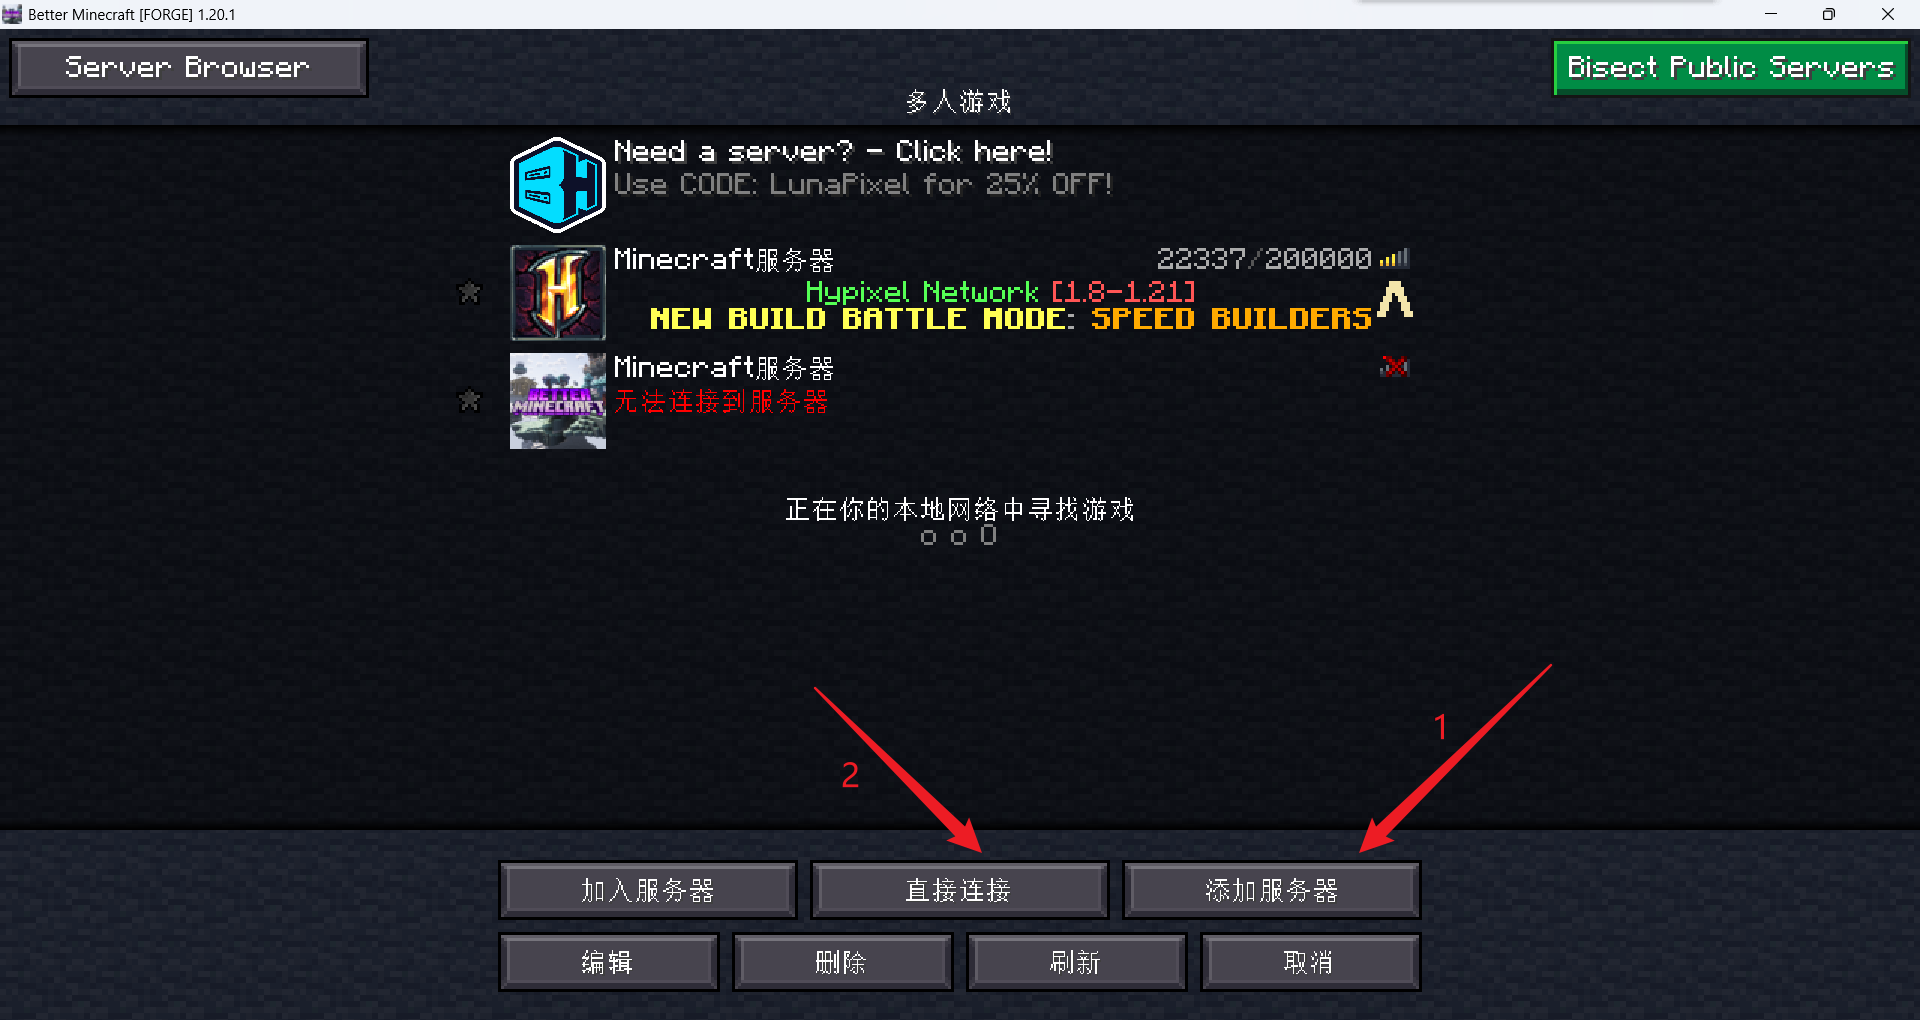 Better Minecraft [FORGE] 1.20.1
Server Browser
Bisect Public Servers
多人游戏
BH
Need a server? - Click here!
Use CODE: LunaPixel for 25% OFF!
H
Minecraft服务器 22337/200000
Hypixel Network [1.8-1.21]
NEW BUILD BATTLE MODE: SPEED BUILDERS
Minecraft服务器
BETTER
MINECRAFT
无法连接到服务器
正在你的本地网络中寻找游戏
o o O
1
2
加入服务器
直接连接
添加服务器
编辑
删除
刷新
取消